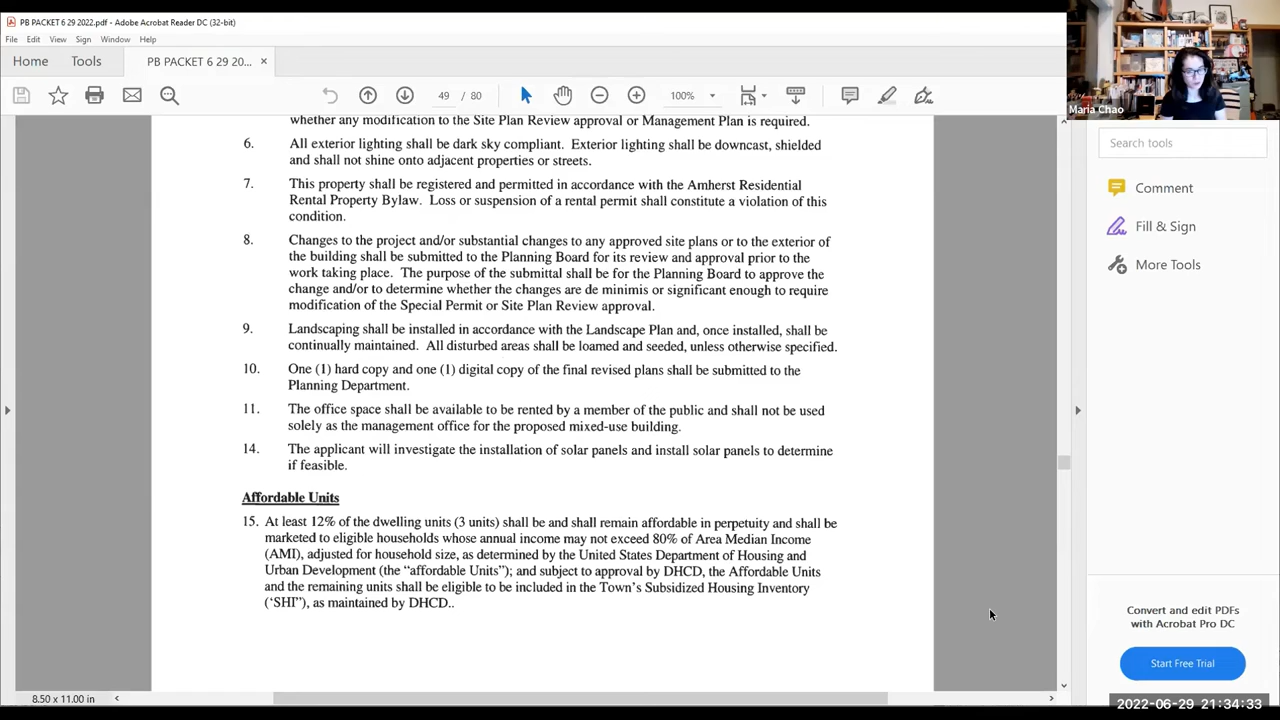 PB PACKET 6 29 2022.pdf - Adobe Acrobat Reader DC (32-bit)
File Edit View Sign Window Help
Home Tools PB PACKET 6 29 20... ×
49 / 80 100%
Maria Chao
whether any modification to the Site Plan Review approval or Management Plan is required.
6. All exterior lighting shall be dark sky compliant. Exterior lighting shall be downcast, shielded
and shall not shine onto adjacent properties or streets.
7. This property shall be registered and permitted in accordance with the Amherst Residential
Rental Property Bylaw. Loss or suspension of a rental permit shall constitute a violation of this
condition.
8. Changes to the project and/or substantial changes to any approved site plans or to the exterior of
the building shall be submitted to the Planning Board for its review and approval prior to the
work taking place. The purpose of the submittal shall be for the Planning Board to approve the
change and/or to determine whether the changes are de minimis or significant enough to require
modification of the Special Permit or Site Plan Review approval.
9. Landscaping shall be installed in accordance with the Landscape Plan and, once installed, shall be
continually maintained. All disturbed areas shall be loamed and seeded, unless otherwise specified.
10. One (1) hard copy and one (1) digital copy of the final revised plans shall be submitted to the
Planning Department.
11. The office space shall be available to be rented by a member of the public and shall not be used
solely as the management office for the proposed mixed-use building.
14. The applicant will investigate the installation of solar panels and install solar panels to determine
if feasible.
Affordable Units
15. At least 12% of the dwelling units (3 units) shall be and shall remain affordable in perpetuity and shall be
marketed to eligible households whose annual income may not exceed 80% of Area Median Income
(AMI), adjusted for household size, as determined by the United States Department of Housing and
Urban Development (the “affordable Units”); and subject to approval by DHCD, the Affordable Units
and the remaining units shall be eligible to be included in the Town’s Subsidized Housing Inventory
(‘SHI”), as maintained by DHCD..
8.50 x 11.00 in
Search tools
Comment
Fill & Sign
More Tools
Convert and edit PDFs
with Acrobat Pro DC
Start Free Trial
2022-06-29 21:34:33